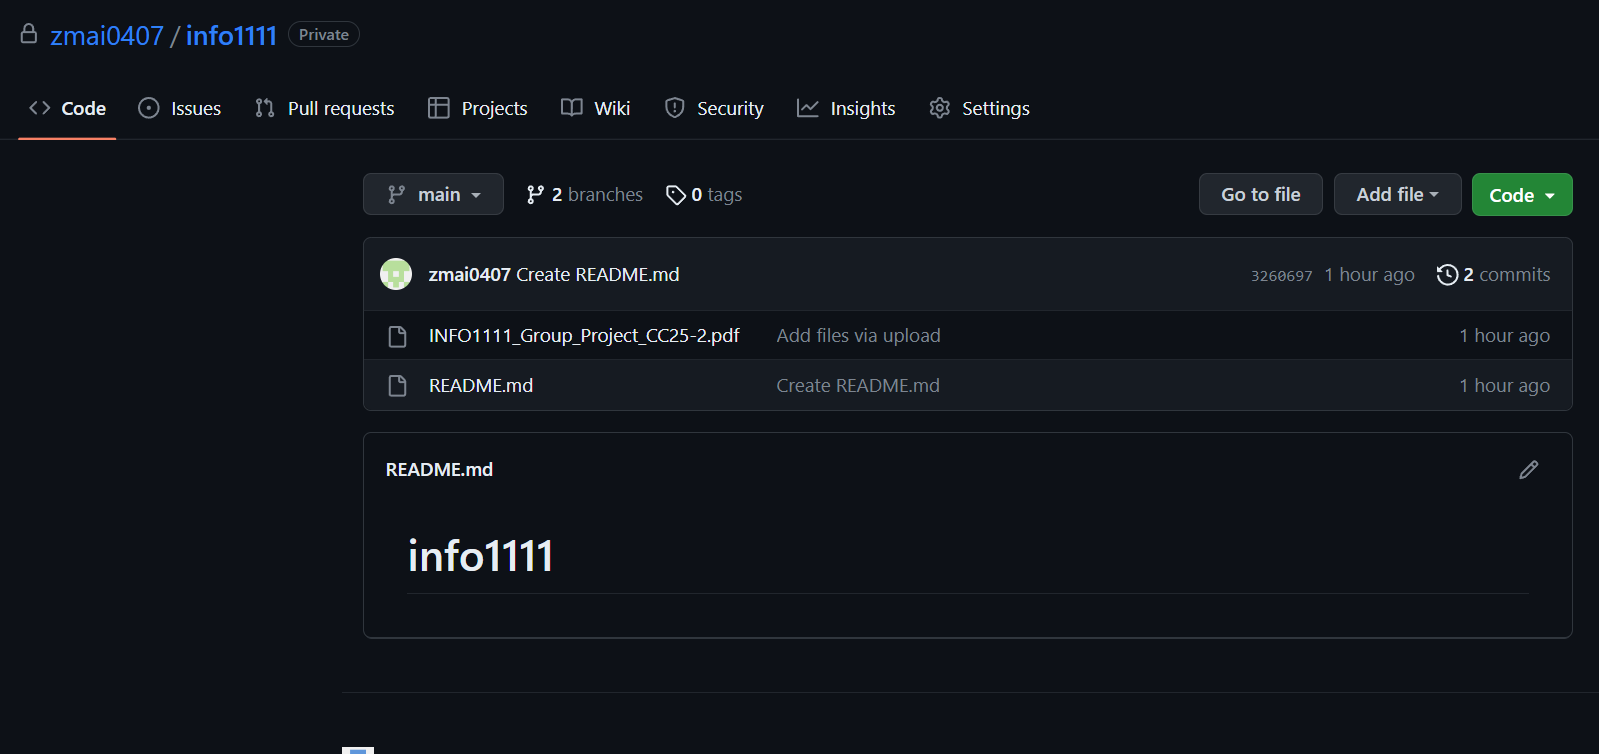 zmai0407 / info1111 Private
Code Issues Pull requests Projects Wiki Security Insights Settings
main 2 branches 0 tags Go to file Add file Code
zmai0407 Create README.md 3260697 1 hour ago 2 commits
INFO1111_Group_Project_CC25-2.pdf Add files via upload 1 hour ago
README.md Create README.md 1 hour ago
README.md
info1111